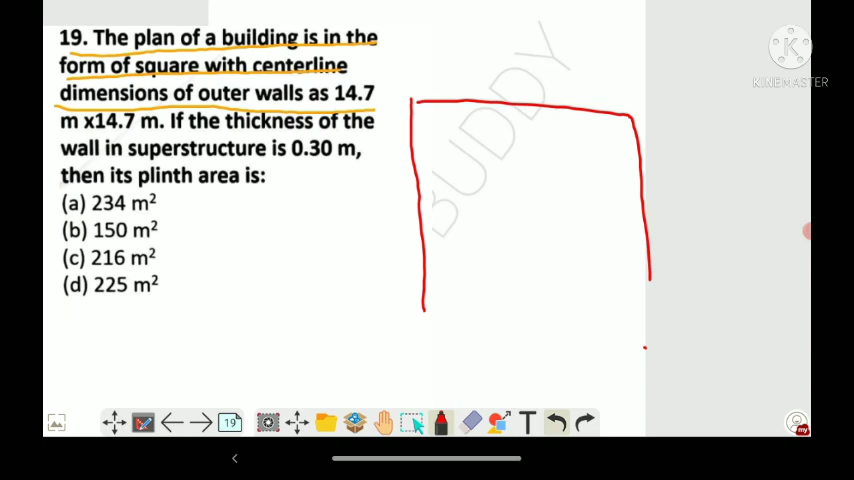 19. The plan of a building is in the
form of square with centerline
dimensions of outer walls as 14.7
m x14.7 m. If the thickness of the
wall in superstructure is 0.30 m,
then its plinth area is:
(a) 234 m²
(b) 150 m²
(c) 216 m²
(d) 225 m²
BUDDY
K
KINEMASTER
19
T
my